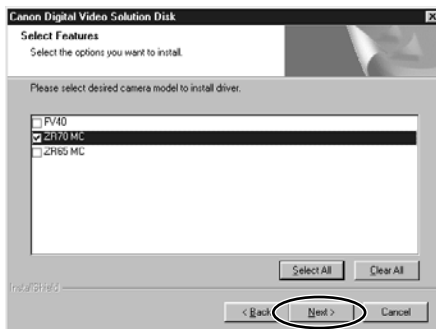 Canon Digital Video Solution Disk
Select Features
Select the options you want to install.
Please select desired camera model to install driver.
FV40
ZR70 MC
ZR65 MC
Select All Clear All
InstallShield
< Back Next > Cancel